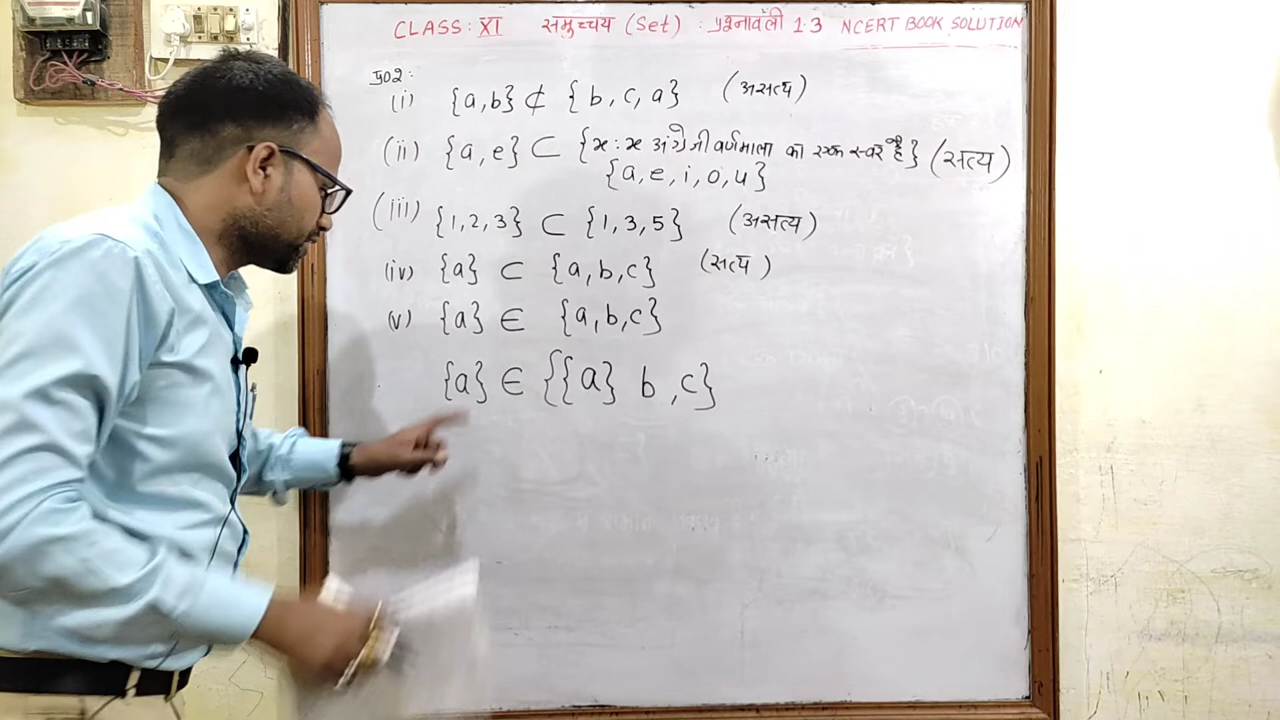 CLASS: XI समुच्चय (Set) : प्रश्नावली 1.3 NCERT BOOK SOLUTION
प्र०2:
(i) {a,b} ⊄ {b, c, a} (असत्य)
(ii) {a, e} ⊂ {x : x अंग्रेजी वर्णमाला का एक स्वर है} (सत्य)
{a, e, i, o, u}
(iii) {1, 2, 3} ⊂ {1, 3, 5} (असत्य)
(iv) {a} ⊂ {a, b, c} (सत्य)
(v) {a} ∈ {a, b, c}
{a} ∈ {{a} b, c}